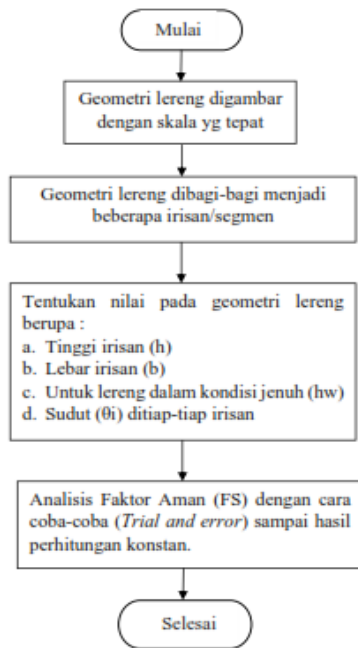 Mulai
Geometri lereng digambar
dengan skala yg tepat
Geometri lereng dibagi-bagi menjadi
beberapa irisan/segmen
Tentukan nilai pada geometri lereng
berupa :
a. Tinggi irisan (h)
b. Lebar irisan (b)
c. Untuk lereng dalam kondisi jenuh (hw)
d. Sudut (θi) ditiap-tiap irisan
Analisis Faktor Aman (FS) dengan cara
coba-coba (Trial and error) sampai hasil
perhitungan konstan.
Selesai